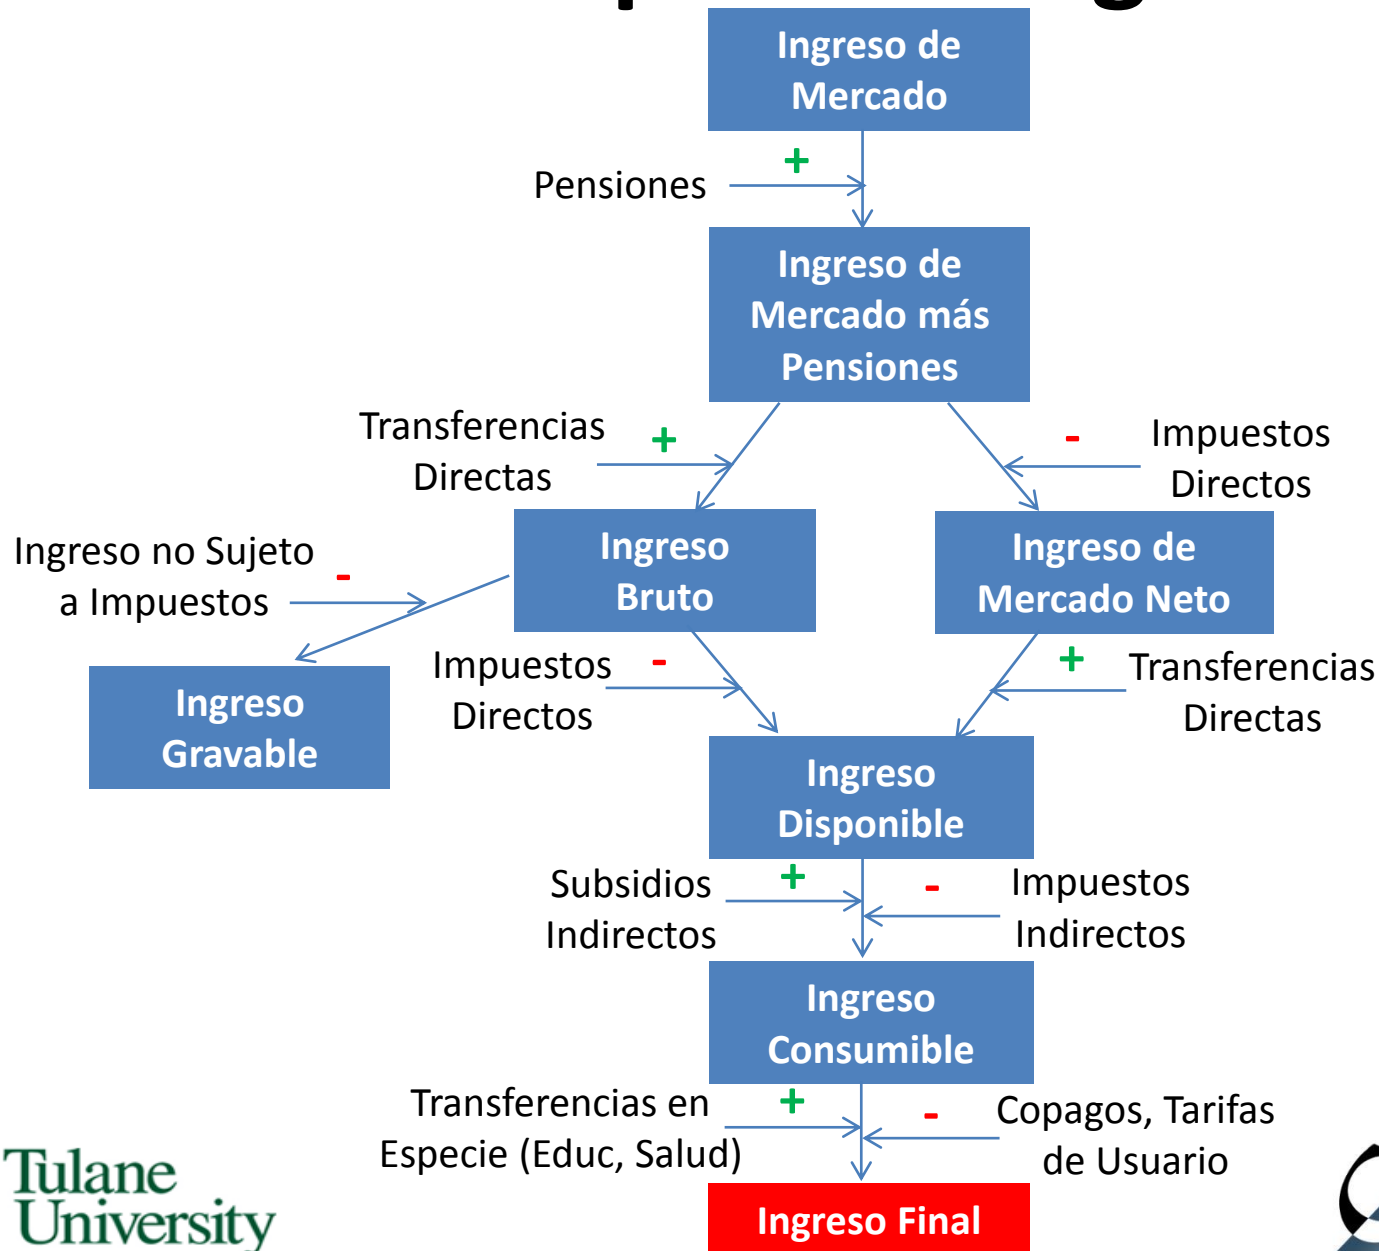 Ingreso de
Mercado
+
Pensiones
Ingreso de
Mercado más
Pensiones
Transferencias
Directas
+
-
Impuestos
Directos
Ingreso no Sujeto
a Impuestos
-
Ingreso
Bruto
Ingreso de
Mercado Neto
Ingreso
Gravable
Impuestos
Directos
-
+
Transferencias
Directas
Ingreso
Disponible
Subsidios
Indirectos
+
-
Impuestos
Indirectos
Ingreso
Consumible
Transferencias en
Especie (Educ, Salud)
+
-
Copagos, Tarifas
de Usuario
Ingreso Final
Tulane
University